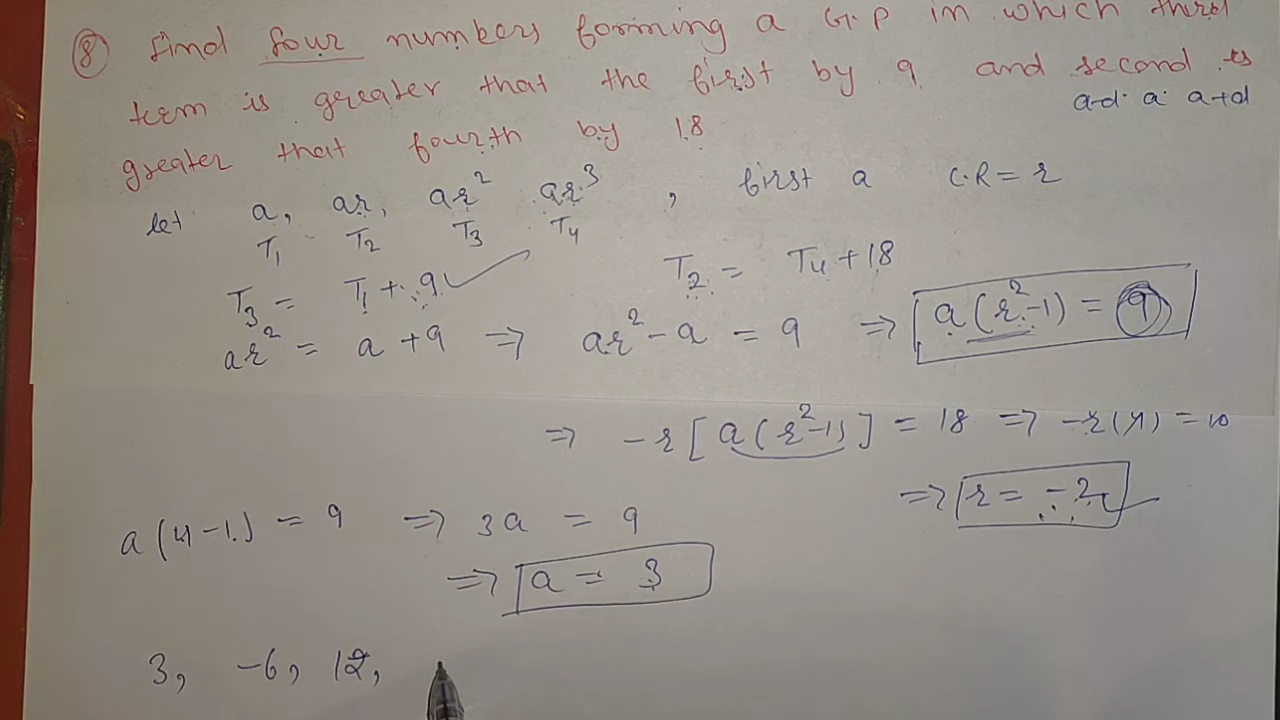 ⑧ find four numbers forming a G.P in which third
term is greater that the first by 9 and second is
a-d a a+d
greater that fourth by 18
let a, ar, ar² ar³ , first a C.R = r
T₁ T₂ T₃ T₄
T₃ = T₁ + 9 T₂ = T₄ + 18
ar² = a + 9 ⇒ ar² - a = 9 ⇒ a(r²-1) = 9
⇒ -r [a(r²-1)] = 18 ⇒ -r(9) = 18
⇒ r = -2
a(4-1) = 9 ⇒ 3a = 9
⇒ a = 3
3, -6, 12,